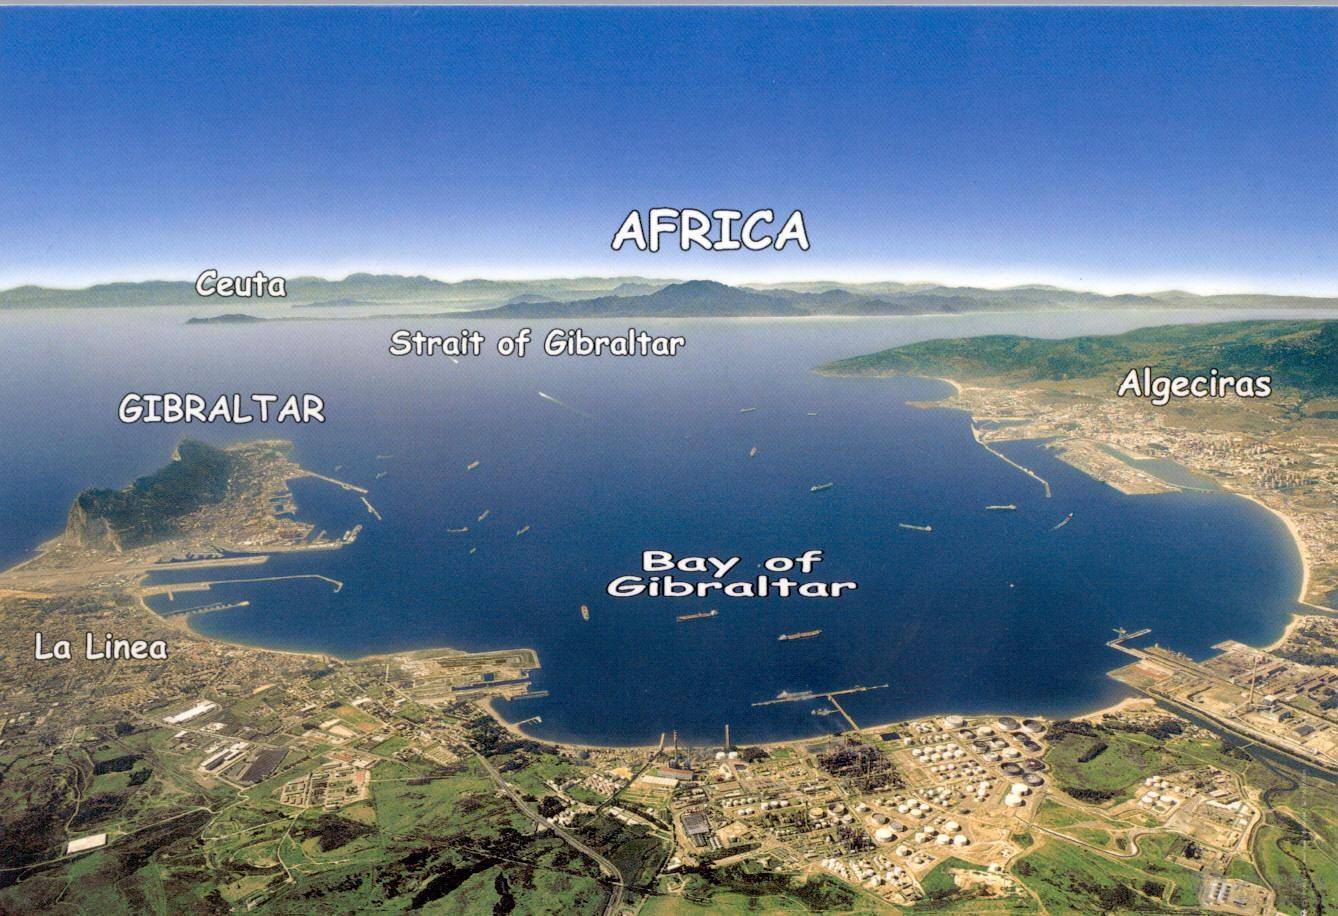 AFRICA
Ceuta
Strait of Gibraltar
Algeciras
GIBRALTAR
Bay of
Gibraltar
La Linea